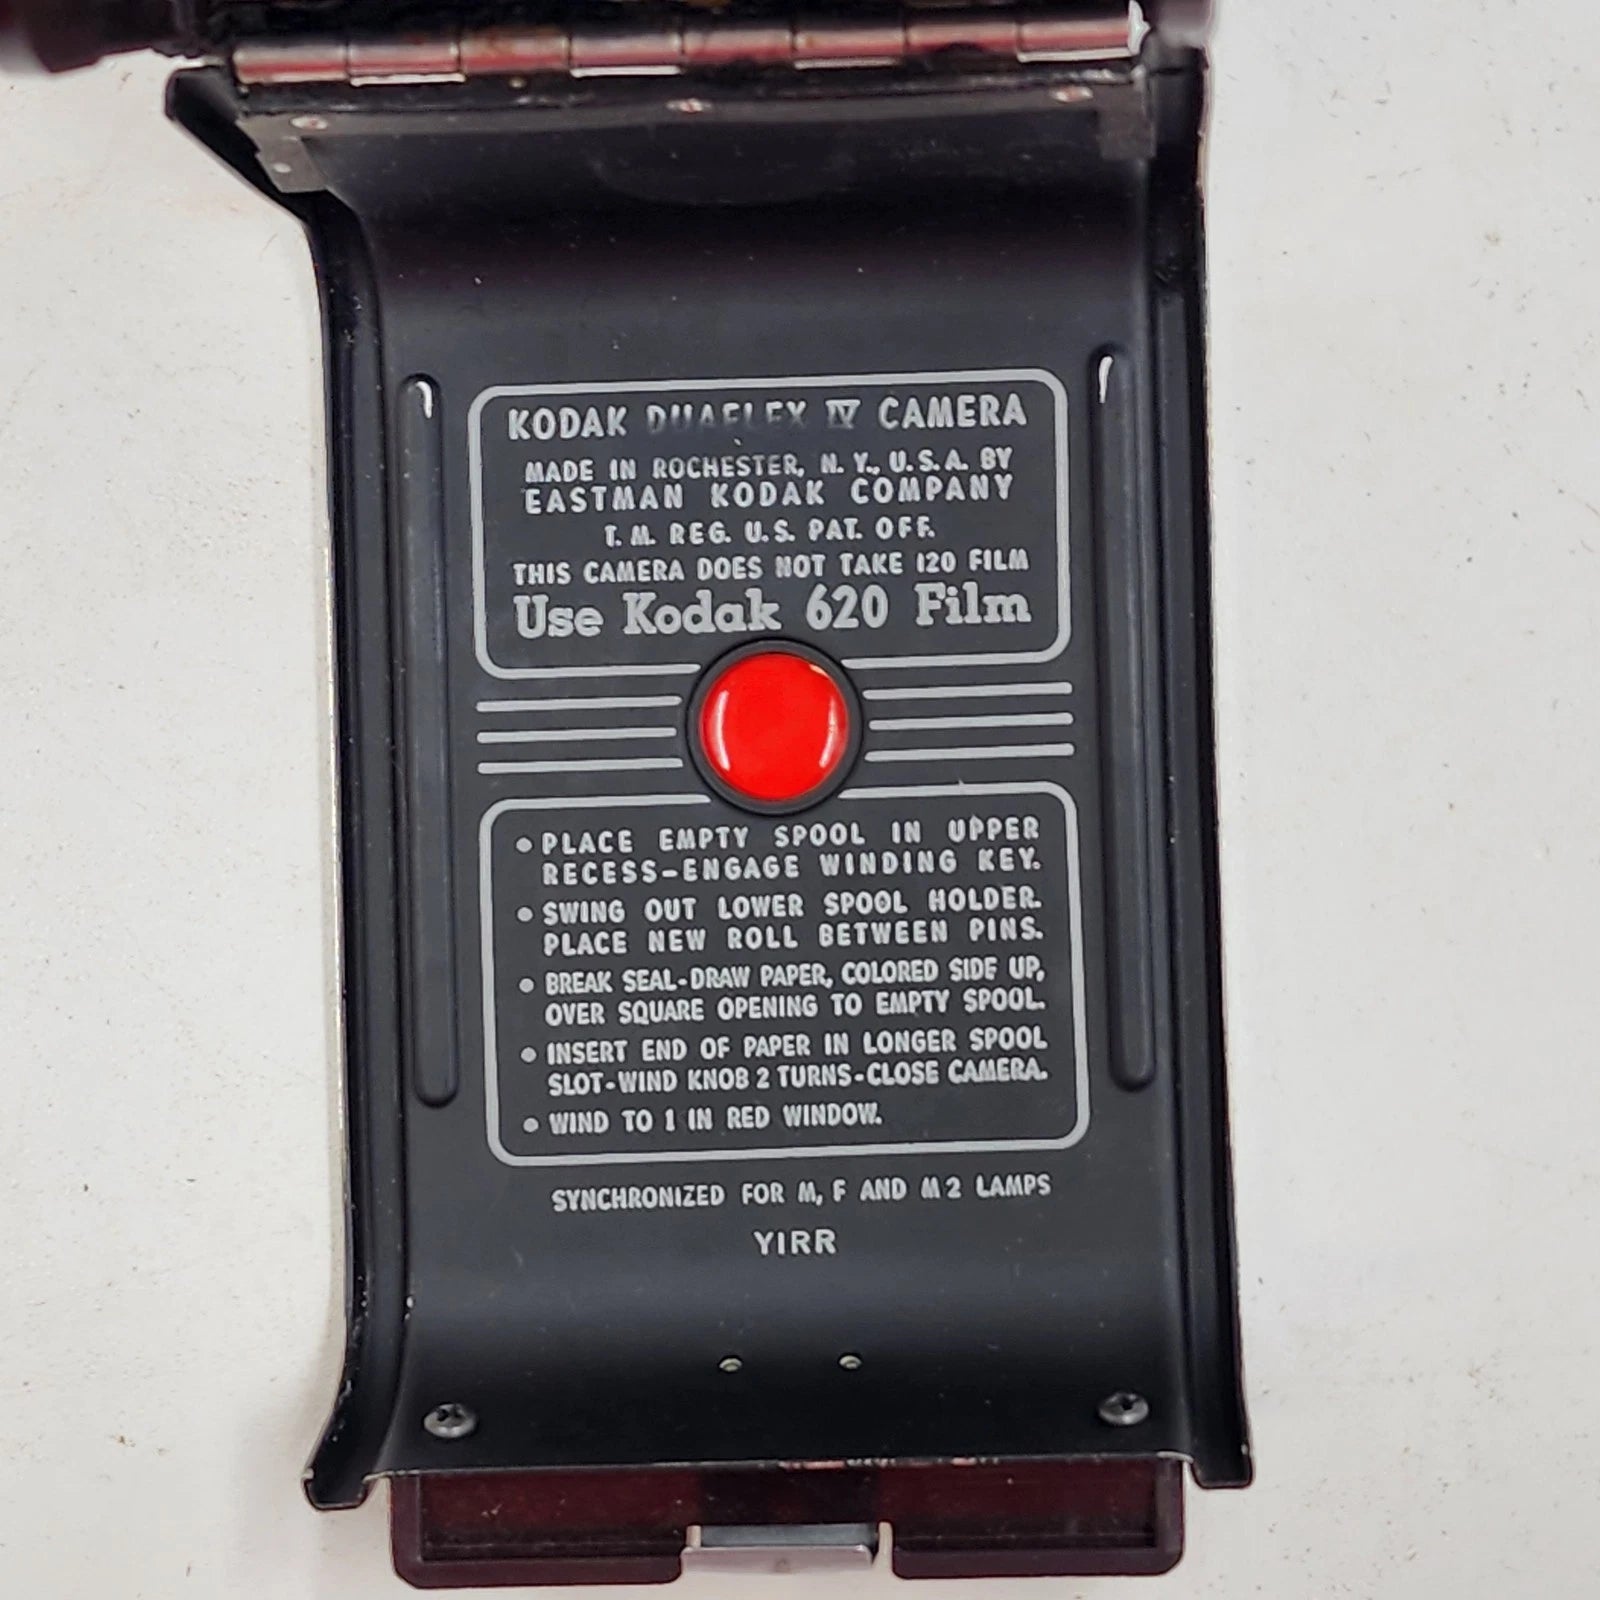 KODAK DUAFLEX IV CAMERA
MADE IN ROCHESTER, N. Y., U.S.A. BY
EASTMAN KODAK COMPANY
T. M. REG. U.S. PAT. OFF.
THIS CAMERA DOES NOT TAKE 120 FILM
Use Kodak 620 Film
• PLACE EMPTY SPOOL IN UPPER
RECESS-ENGAGE WINDING KEY.
• SWING OUT LOWER SPOOL HOLDER.
PLACE NEW ROLL BETWEEN PINS.
• BREAK SEAL-DRAW PAPER, COLORED SIDE UP,
OVER SQUARE OPENING TO EMPTY SPOOL.
• INSERT END OF PAPER IN LONGER SPOOL
SLOT-WIND KNOB 2 TURNS-CLOSE CAMERA.
• WIND TO 1 IN RED WINDOW.
SYNCHRONIZED FOR M, F AND M2 LAMPS
YIRR